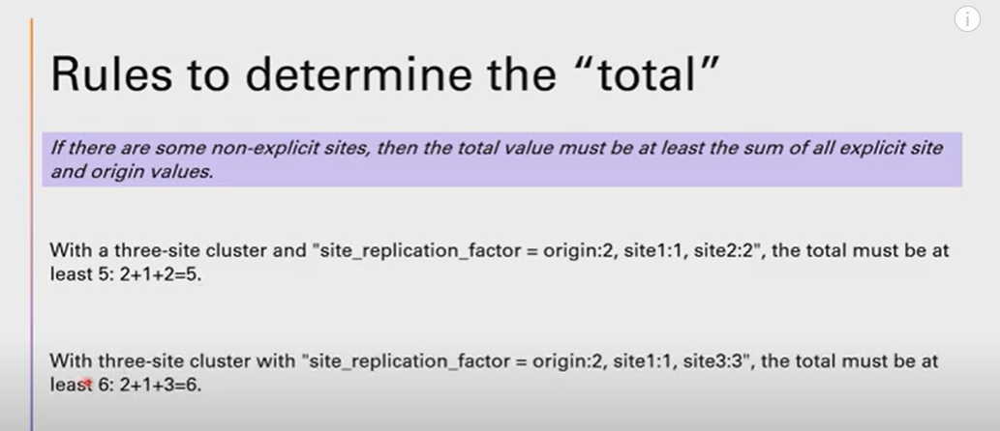 Rules to determine the “total”
If there are some non-explicit sites, then the total value must be at least the sum of all explicit site
and origin values.
With a three-site cluster and "site_replication_factor = origin:2, site1:1, site2:2", the total must be at
least 5: 2+1+2=5.
With three-site cluster with "site_replication_factor = origin:2, site1:1, site3:3", the total must be at
least 6: 2+1+3=6.